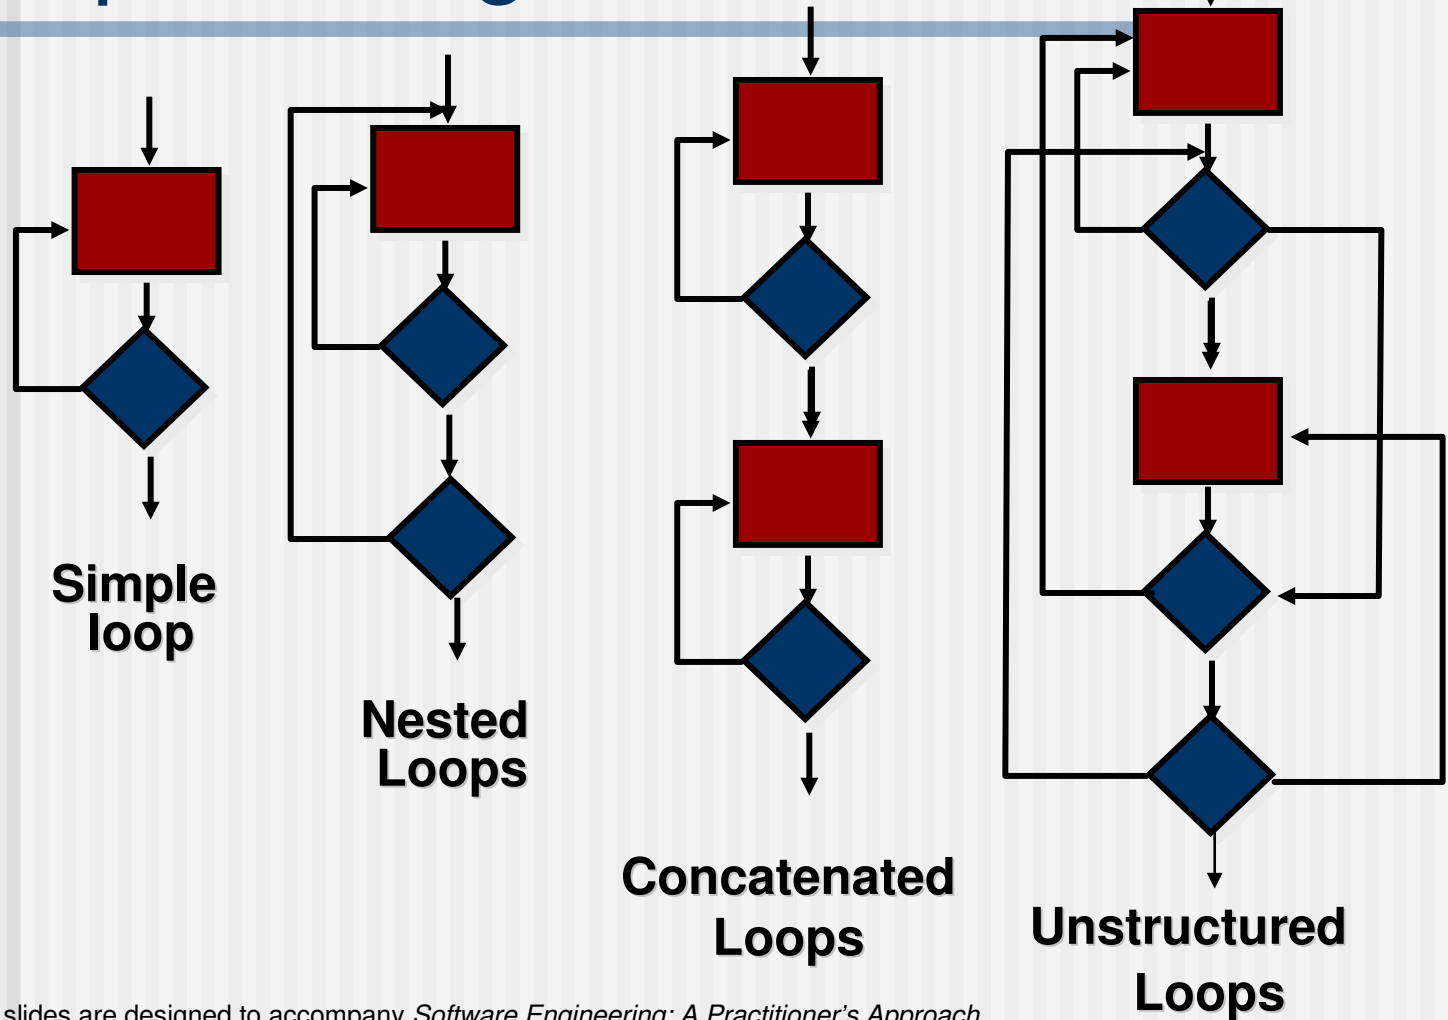 Simple
loop
Nested
Loops
Concatenated
Loops
Unstructured
Loops
slides are designed to accompany Software Engineering: A Practitioner's Approach